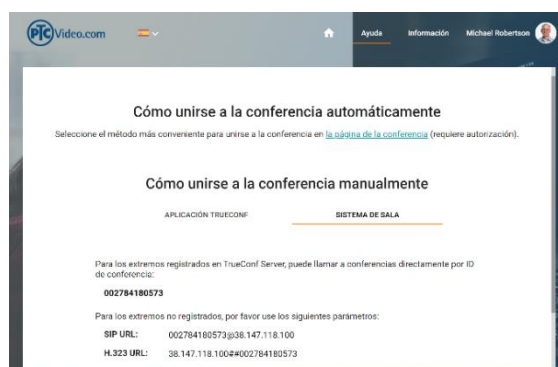 PTC Video.com
Ayuda Información Michael Robertson
Cómo unirse a la conferencia automáticamente
Seleccione el método más conveniente para unirse a la conferencia en la página de la conferencia (requiere autorización).
Cómo unirse a la conferencia manualmente
APLICACIÓN TRUECONF SISTEMA DE SALA
Para los extremos registrados en TrueConf Server, puede llamar a conferencias directamente por ID
de conferencia:
002784180573
Para los extremos no registrados, por favor use los siguientes parámetros:
SIP URL: 002784180573@38.147.118.100
H.323 URL: 38.147.118.100##002784180573